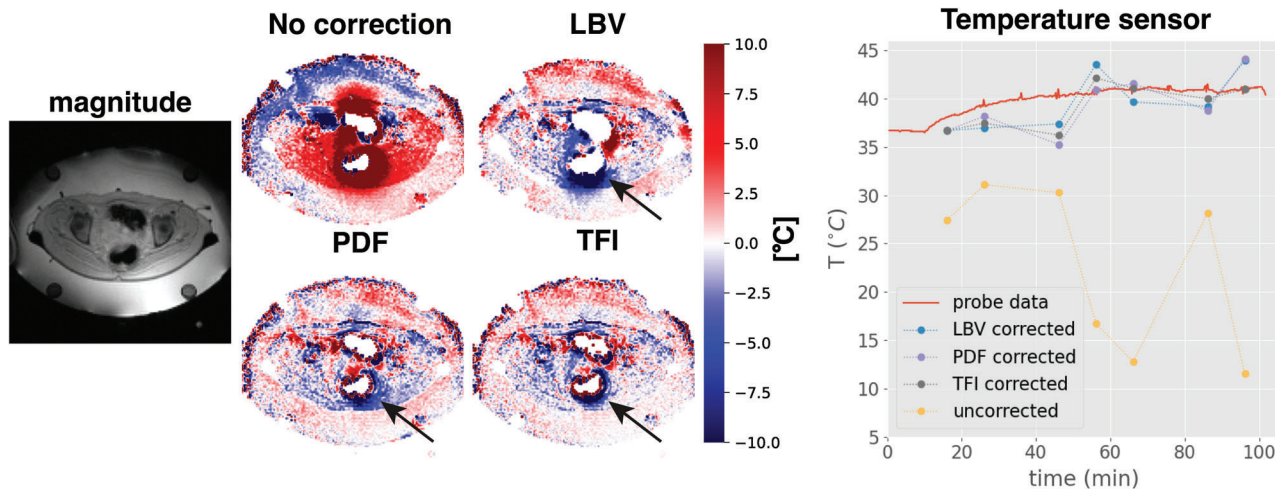 No correction
LBV
magnitude
PDF
TFI
10.0
7.5
5.0
2.5
0.0
−2.5
−5.0
−7.5
−10.0
[°C]
Temperature sensor
45
40
35
30
25
20
15
10
5
T (°C)
probe data
LBV corrected
PDF corrected
TFI corrected
uncorrected
0 20 40 60 80 100
time (min)